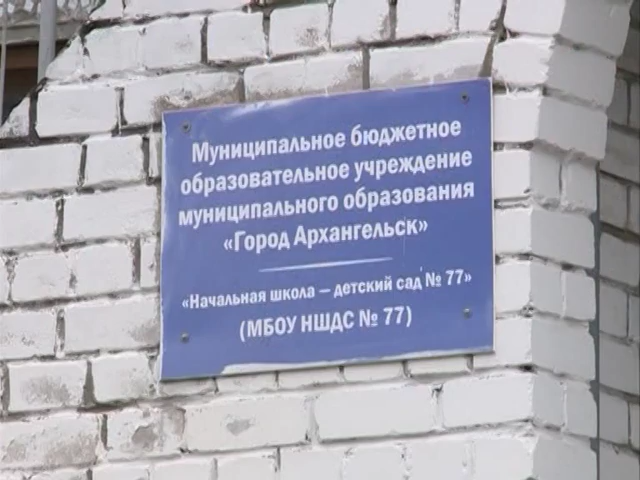 Муниципальное бюджетное
образовательное учреждение
муниципального образования
«Город Архангельск»
«Начальная школа – детский сад № 77»
(МБОУ НШДС № 77)